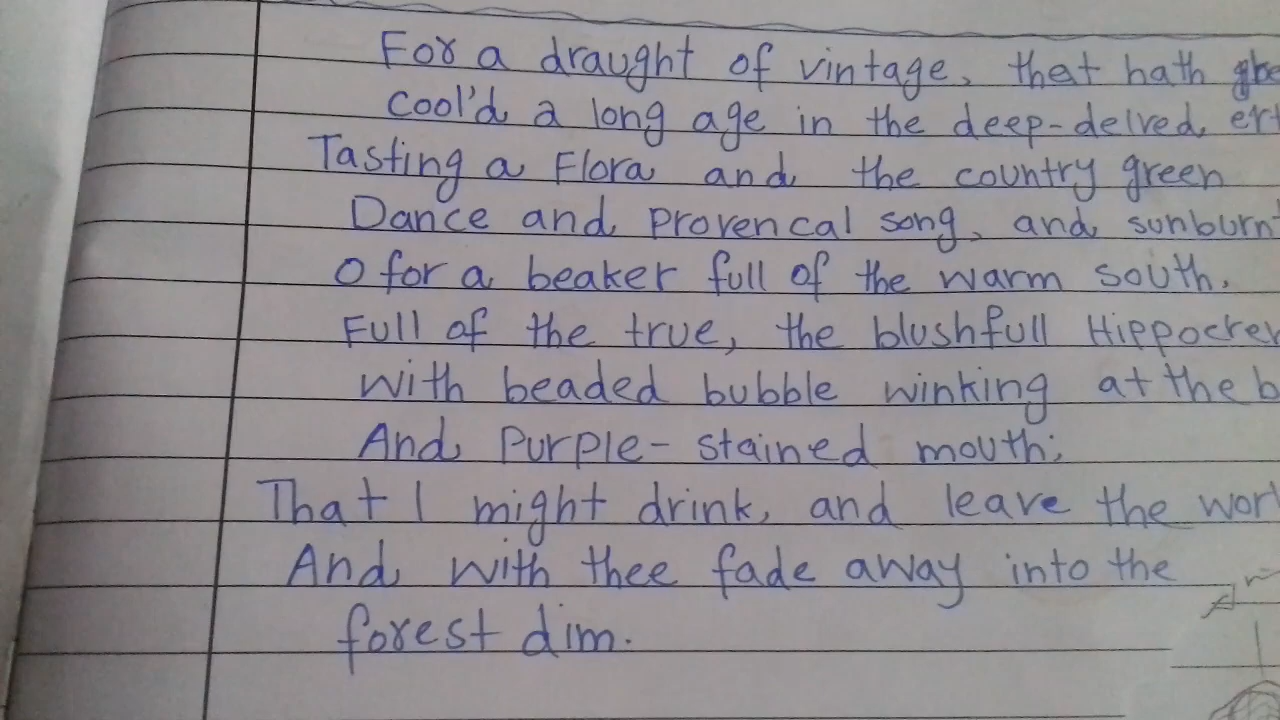 For a draught of vintage, that hath
Cool'd a long age in the deep-delved
Tasting a Flora and the country green
Dance and Provencal song, and sunburn
O for a beaker full of the warm south.
Full of the true, the blushfull Hippocre
With beaded bubble winking at the b
And Purple-stained mouth;
That I might drink, and leave the worl
And with thee fade away into the
forest dim.